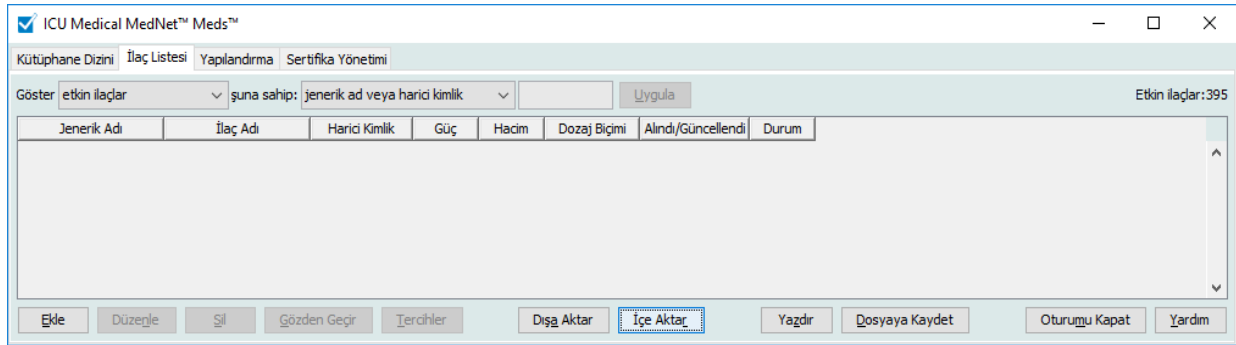 ICU Medical MedNet™ Meds™
Kütüphane Dizini İlaç Listesi Yapılandırma Sertifika Yönetimi
Göster etkin ilaçlar şuna sahip: jenerik ad veya harici kimlik Uygula Etkin ilaçlar:395
Jenerik Adı İlaç Adı Harici Kimlik Güç Hacim Dozaj Biçimi Alındı/Güncellendi Durum
Ekle Düzenle Sil Gözden Geçir Tercihler Dışa Aktar İçe Aktar Yazdır Dosyaya Kaydet Oturumu Kapat Yardım